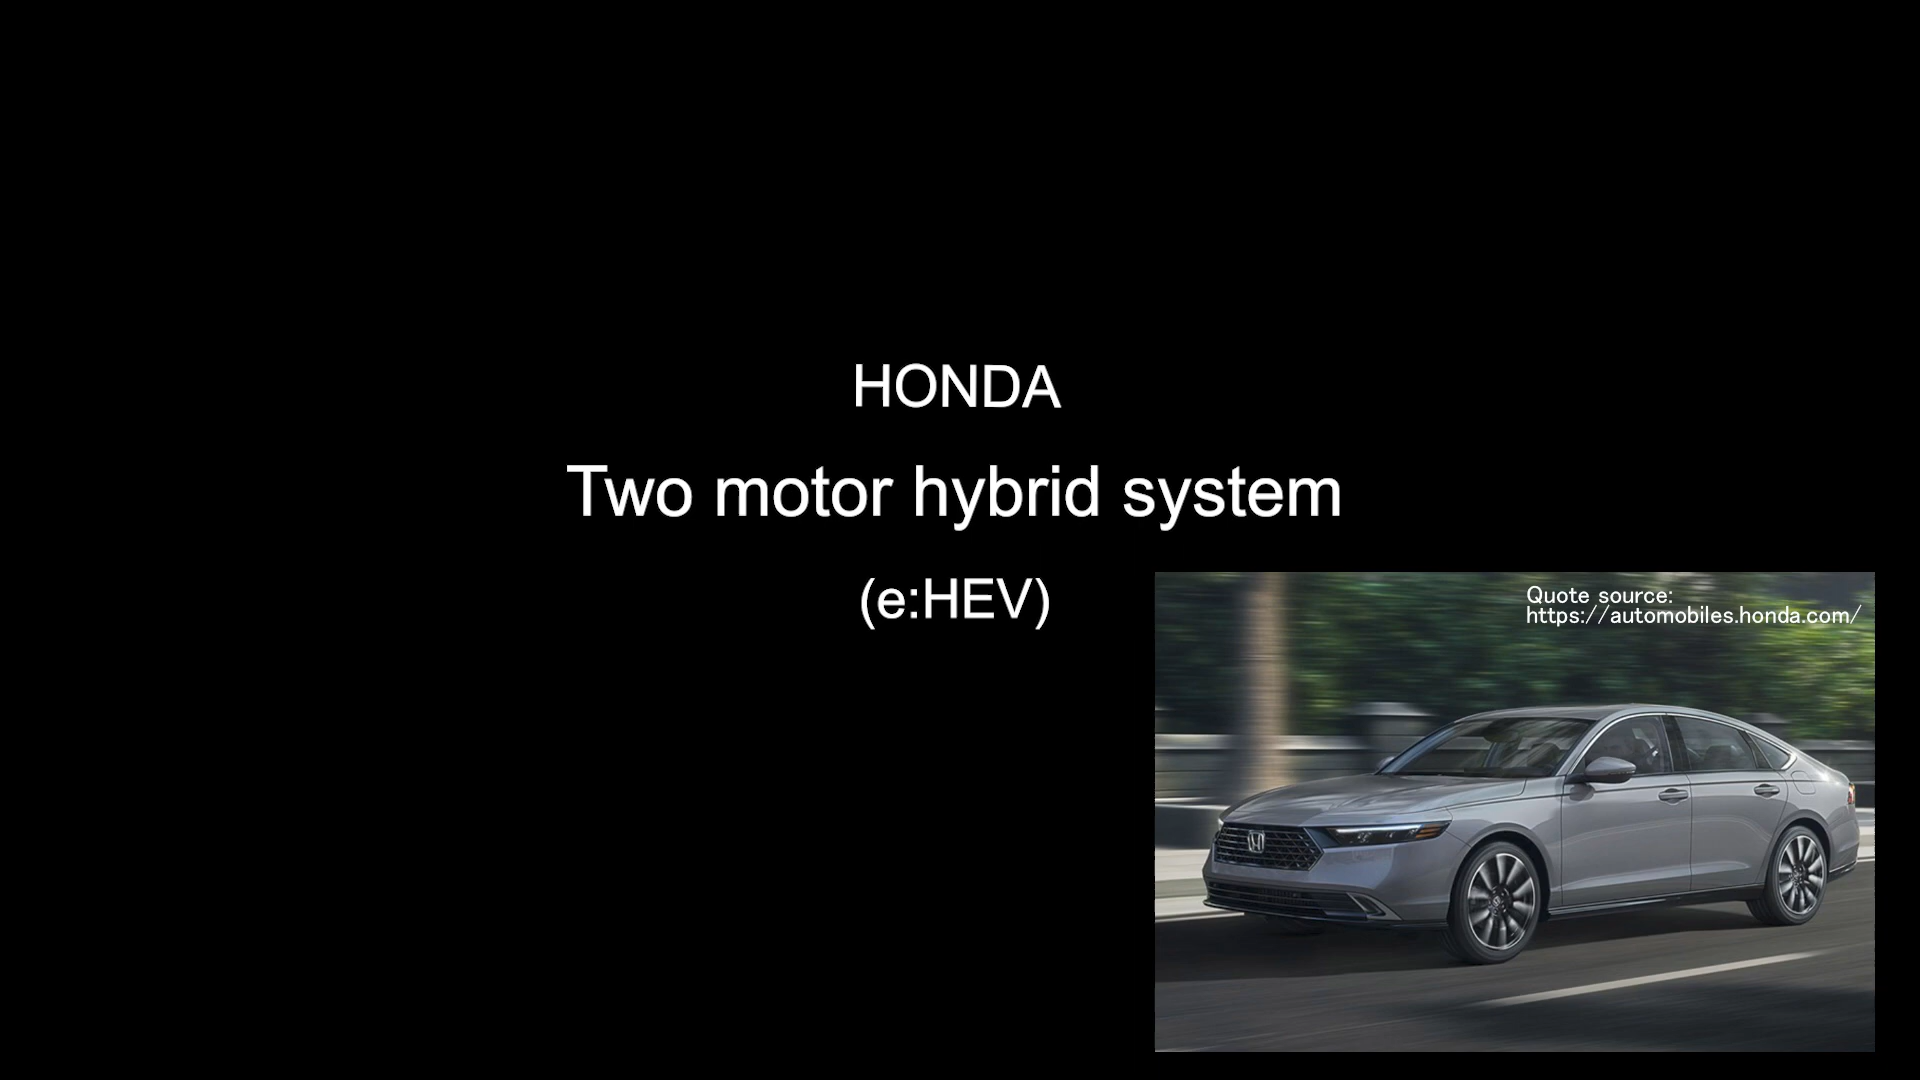 HONDA
Two motor hybrid system
(e:HEV)
Quote source:
https://automobiles.honda.com/